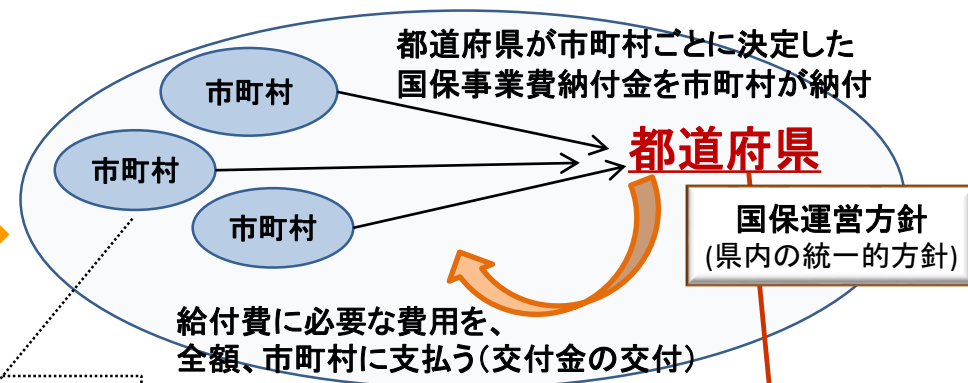 都道府県が市町村ごとに決定した
国保事業費納付金を市町村が納付
市町村
市町村
市町村
都道府県
国保運営方針
(県内の統一的方針)
給付費に必要な費用を、
全額、市町村に支払う(交付金の交付)